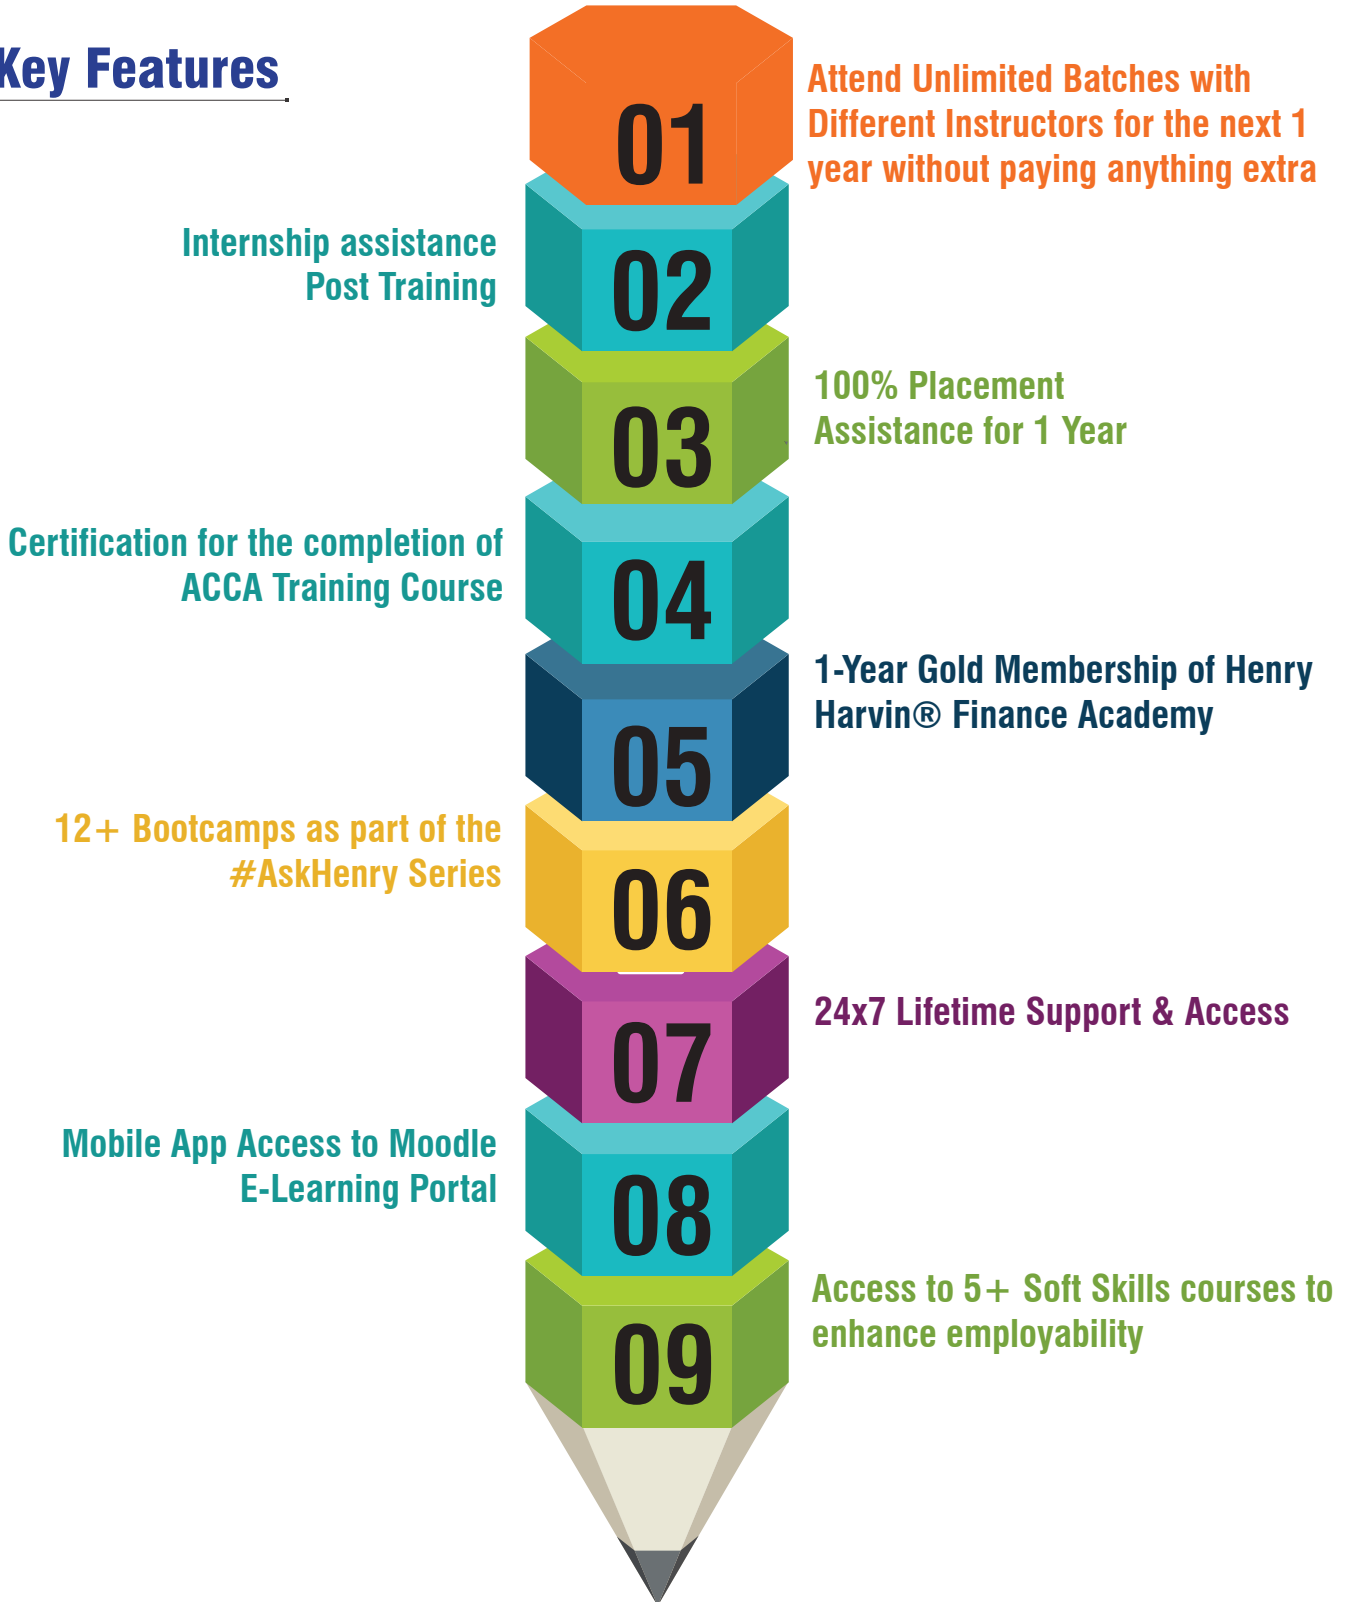 Key Features
01
Attend Unlimited Batches with
Different Instructors for the next 1
year without paying anything extra
Internship assistance
Post Training
02
03
100% Placement
Assistance for 1 Year
Certification for the completion of
ACCA Training Course
04
05
1-Year Gold Membership of Henry
Harvin® Finance Academy
12+ Bootcamps as part of the
#AskHenry Series
06
07
24x7 Lifetime Support & Access
Mobile App Access to Moodle
E-Learning Portal
08
09
Access to 5+ Soft Skills courses to
enhance employability